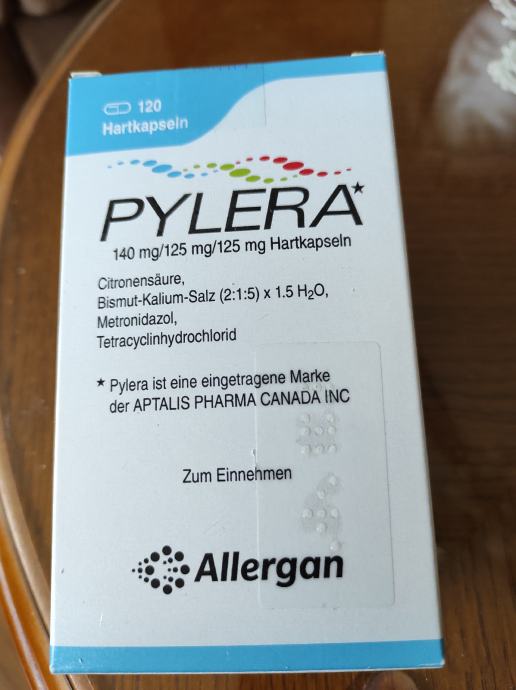 120
Hartkapseln
PYLERA★
140 mg/125 mg/125 mg Hartkapseln
Citronensäure,
Bismut-Kalium-Salz (2:1:5) x 1.5 H₂O,
Metronidazol,
Tetracyclinhydrochlorid
★ Pylera ist eine eingetragene Marke
der APTALIS PHARMA CANADA INC
Zum Einnehmen
Allergan